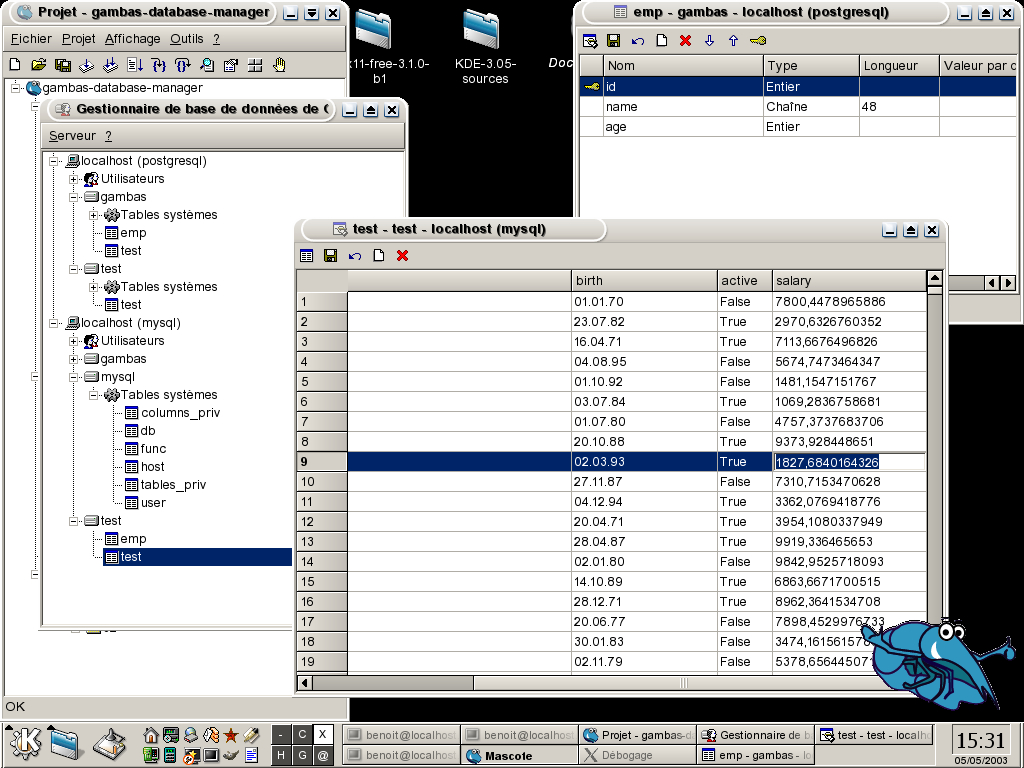 Projet - gambas-database-manager
Fichier Projet Affichage Outils ?
gambas-database-manager
OK
Gestionnaire de base de données de
Serveur ?
localhost (postgresql)
Utilisateurs
gambas
Tables systèmes
emp
test
test
Tables systèmes
test
localhost (mysql)
Utilisateurs
gambas
mysql
Tables systèmes
columns_priv
db
func
host
tables_priv
user
test
emp
test
11-free-3.1.0-
b1
KDE-3.05-
sources
Doc
emp - gambas - localhost (postgresql)
Nom Type Longueur Valeur par
id Entier
name Chaîne 48
age Entier
test - test - localhost (mysql)
birth active salary
1 01.01.70 False 7800,4478965886
2 23.07.82 True 2970,6326760352
3 16.04.71 True 7113,6676496826
4 04.08.95 False 5674,7473464347
5 01.10.92 False 1481,1547151767
6 03.07.84 True 1069,2836758681
7 01.07.80 False 4757,3737683706
8 20.10.88 True 9373,928448651
9 02.03.93 True 1827,6840164326
10 27.11.87 False 7310,7153470628
11 04.12.94 True 3362,0769418776
12 20.04.71 True 3954,1080337949
13 28.04.87 True 9919,336465653
14 02.01.80 False 9842,9525718093
15 14.10.89 True 6863,6671700515
16 28.12.71 True 8962,3641534708
17 20.06.77 False 7898,4529976733
18 30.01.83 False 3474,1615615
19 02.11.79 False 5378,65644507
- C X
H G @
benoit@localhost
benoit@localhost
Projet - gambas-d
Gestionnaire de b
test - test - localh
benoit@localhost
Mascote
Débogage
emp - gambas - lo
15:31
05/05/2003